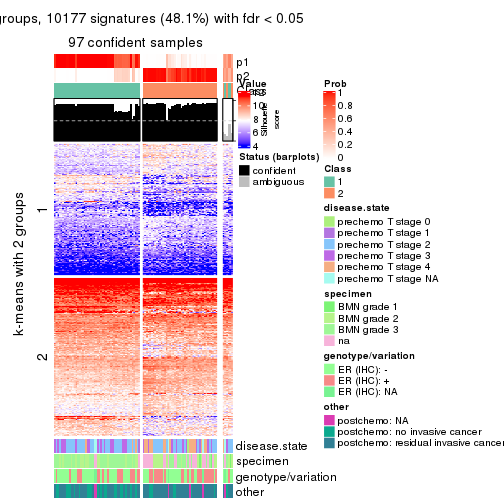 groups, 10177 signatures (48.1%) with fdr < 0.05
97 confident samples
p1
p2
Class
Silhouette
score
1
2
k-means with 2 groups
disease.state
specimen
genotype/variation
other
Value
12
10
8
6
4
Status (barplots)
confident
ambiguous
Prob
1
0.8
0.6
0.4
0.2
0
Class
1
2
disease.state
prechemo T stage 0
prechemo T stage 1
prechemo T stage 2
prechemo T stage 3
prechemo T stage 4
prechemo T stage NA
specimen
BMN grade 1
BMN grade 2
BMN grade 3
na
genotype/variation
ER (IHC): -
ER (IHC): +
ER (IHC): NA
other
postchemo: NA
postchemo: no invasive cancer
postchemo: residual invasive cancer